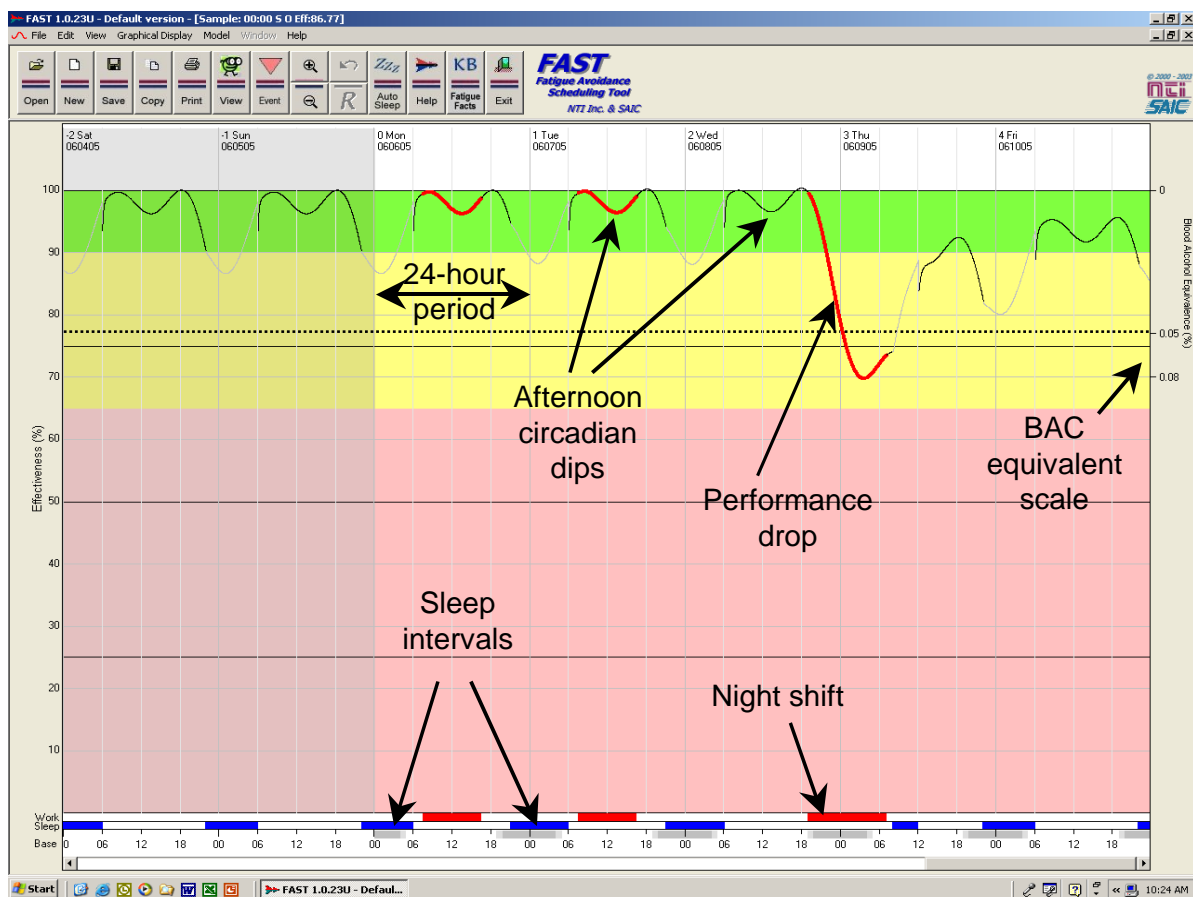 FAST 1.0.23U - Default version - [Sample: 00:00 S O Eff:86.77]
File Edit View Graphical Display Model Window Help
Open New Save Copy Print View Event R Zzz Auto Sleep Help KB Fatigue Facts Exit
FAST
Fatigue Avoidance
Scheduling Tool
NTI Inc. & SAIC
© 2000 - 2003
NTI
SAIC
-2 Sat -1 Sun 0 Mon 1 Tue 2 Wed 3 Thu 4 Fri
060405 060505 060605 060705 060805 060905 061005
100 0
90
24-hour
period
80
0.05
70 0.08
Effectiveness (%)
Blood Alcohol Equivalence (%)
Afternoon
circadian
dips
BAC
equivalent
scale
Performance
drop
60
50
40
30
20
10
Sleep
intervals
Night shift
Work
Sleep
Base 0 06 12 18 00 06 12 18 00 06 12 18 00 06 12 18 00 06 12 18 00 06 12 18 00 06 12 18
Start W X FAST 1.0.23U - Defaul... 10:24 AM